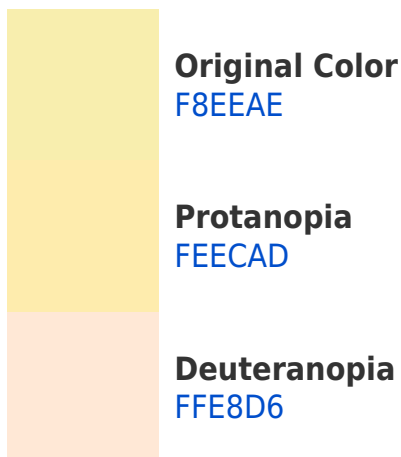 Original Color
F8EEAE
Protanopia
FEECAD
Deuteranopia
FFE8D6